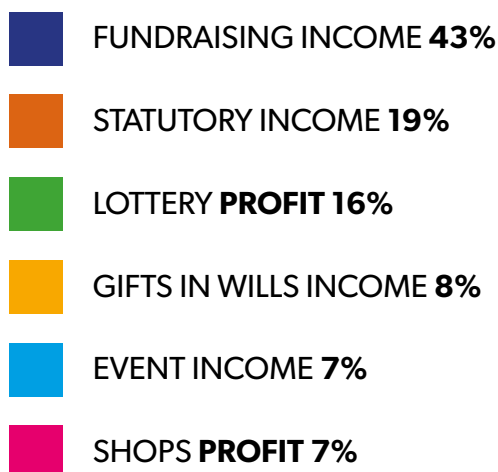 FUNDRAISING INCOME 43%
STATUTORY INCOME 19%
LOTTERY PROFIT 16%
GIFTS IN WILLS INCOME 8%
EVENT INCOME 7%
SHOPS PROFIT 7%